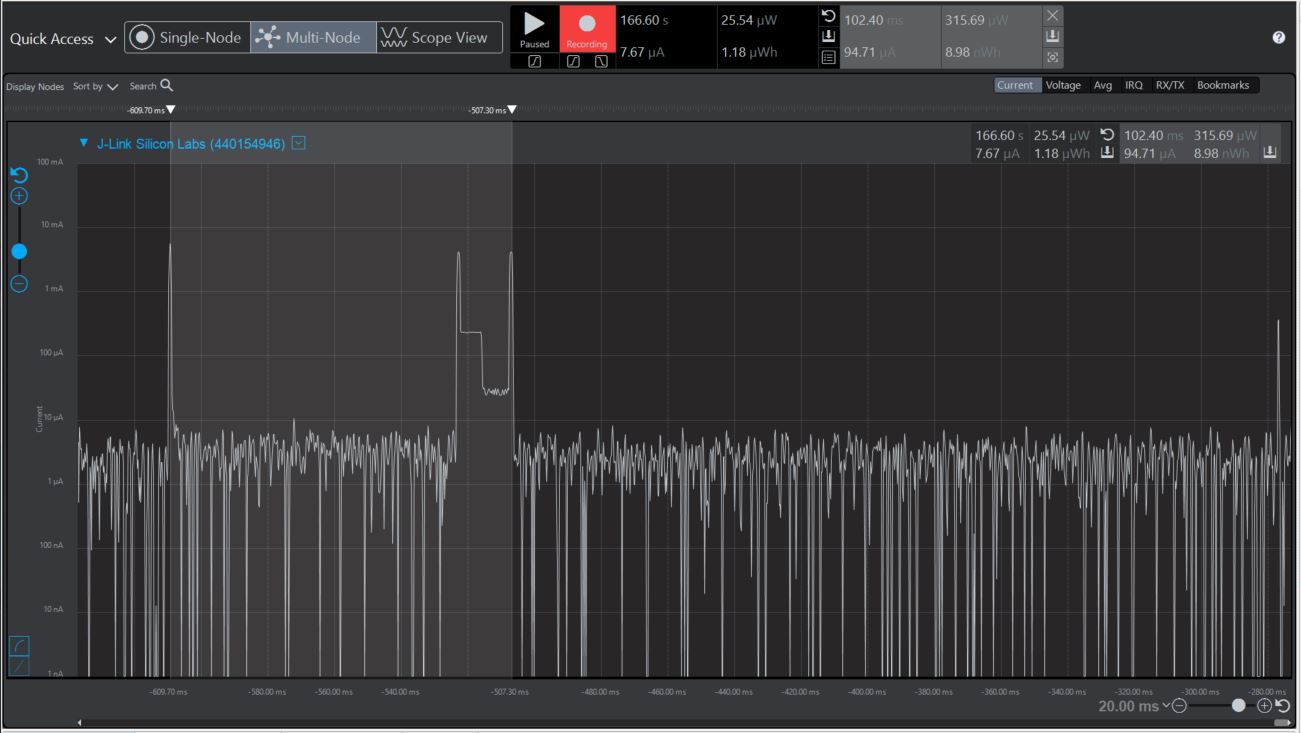 Quick Access Single-Node Multi-Node Scope View
Paused Recording
166.60 s 25.54 µW 102.40 ms 315.69 µW
7.67 µA 1.18 µWh 94.71 µA 8.98 nWh
Display Nodes Sort by Search Current Voltage Avg IRQ RX/TX Bookmarks
-609.70 ms -507.30 ms
J-Link Silicon Labs (440154946)
166.60 s 25.54 µW 102.40 ms 315.69 µW
7.67 µA 1.18 µWh 94.71 µA 8.98 nWh
100 mA
10 mA
1 mA
100 µA
10 µA
Current
1 µA
100 nA
10 nA
1 nA
-609.70 ms -580.00 ms -560.00 ms -540.00 ms -507.30 ms -480.00 ms -460.00 ms -440.00 ms -420.00 ms -400.00 ms -380.00 ms -360.00 ms -340.00 ms -320.00 ms -300.00 ms -280.00 ms
20.00 ms